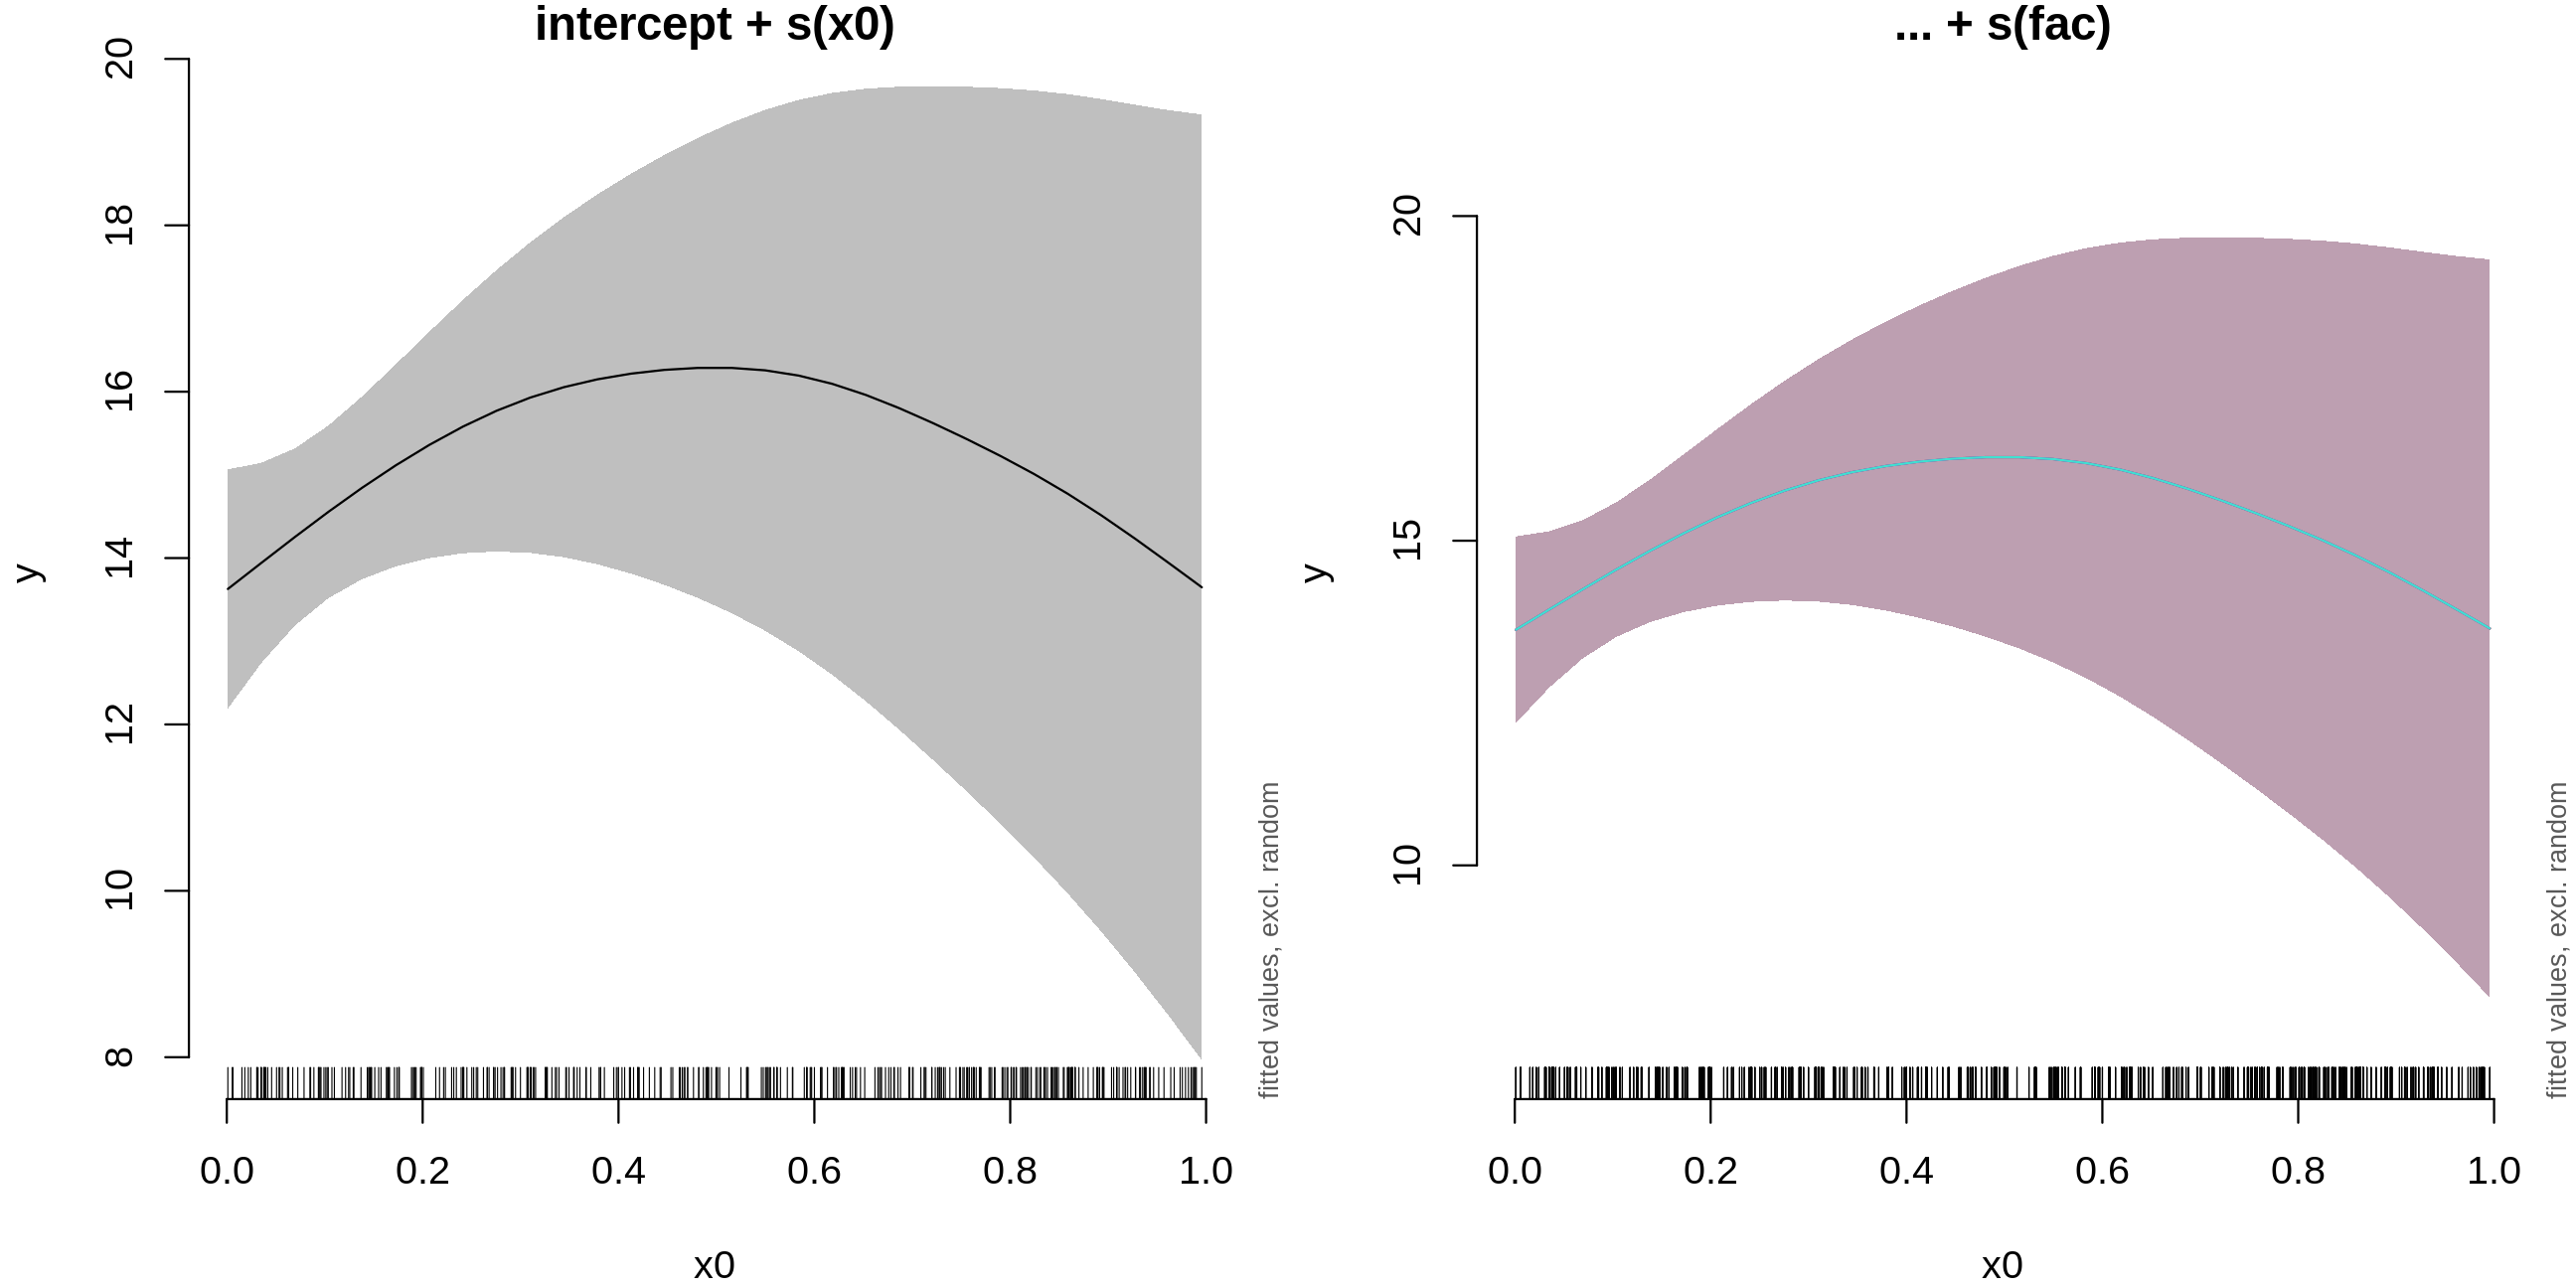 intercept + s(x0)
20
18
16
14
12
10
8
y
0.0 0.2 0.4 0.6 0.8 1.0
x0
fitted values, excl. random
... + s(fac)
20
15
10
y
0.0 0.2 0.4 0.6 0.8 1.0
x0
fitted values, excl. random